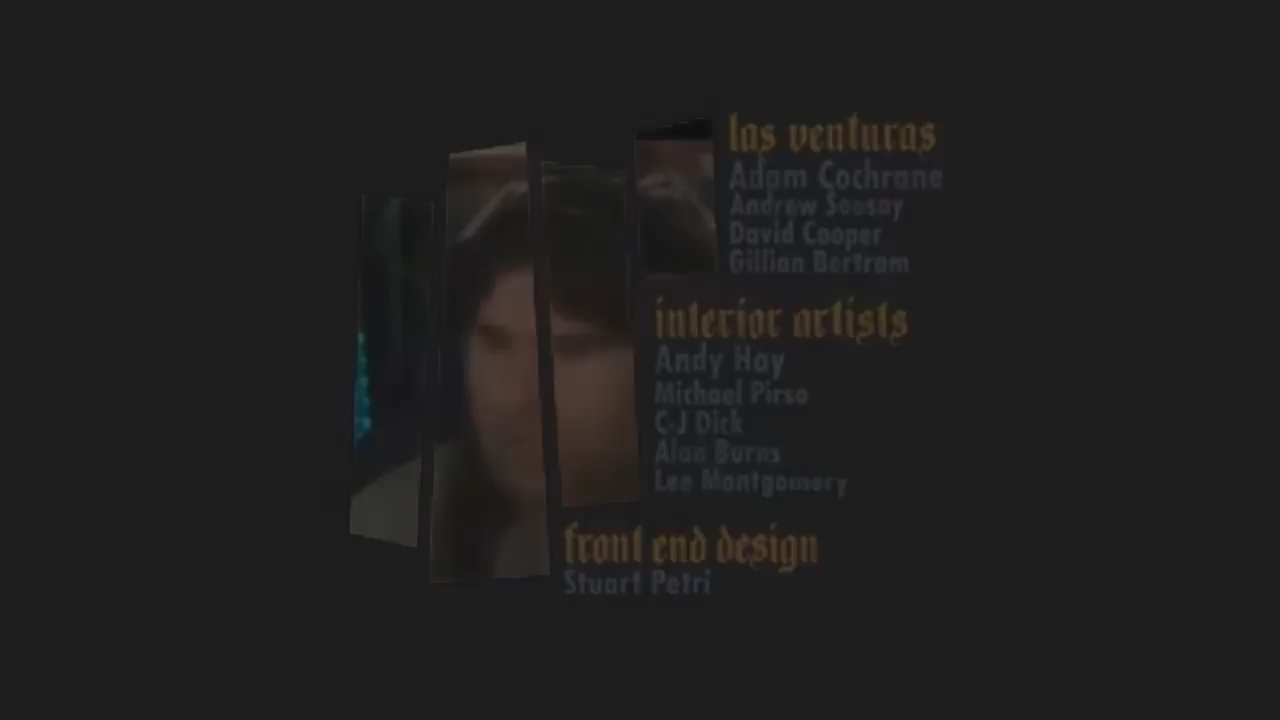 las venturas
Adam Cochrane
Andrew Soosay
David Cooper
Gillian Bertram
interior artists
Andy Hay
Michael Pirso
C-J Dick
Alan Burns
Lee Montgomery
front end design
Stuart Petri